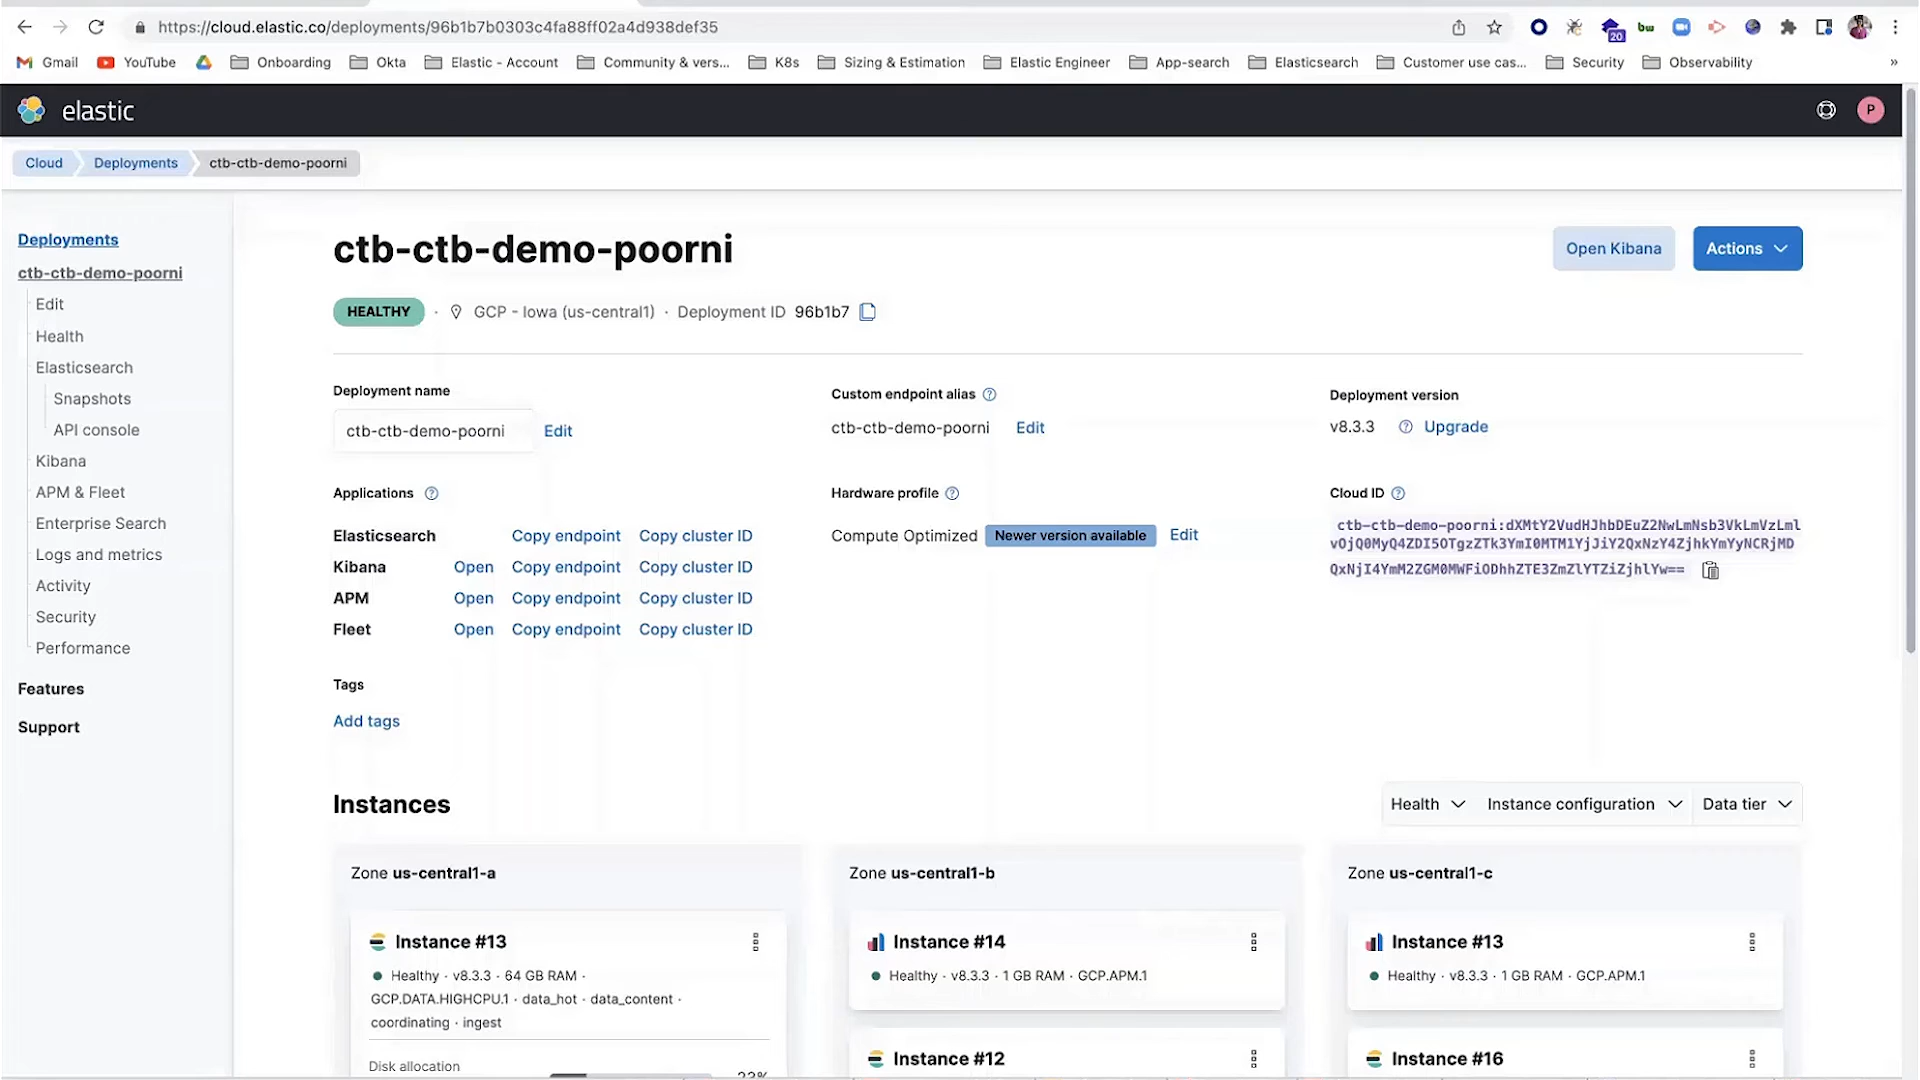 https://cloud.elastic.co/deployments/96b1b7b0303c4fa88ff02a4d938def35
20
bw
Gmail YouTube Onboarding Okta Elastic - Account Community & vers... K8s Sizing & Estimation Elastic Engineer App-search Elasticsearch Customer use cas... Security Observability »
elastic
P
Cloud Deployments ctb-ctb-demo-poorni
Deployments
ctb-ctb-demo-poorni
Edit
Health
Elasticsearch
Snapshots
API console
Kibana
APM & Fleet
Enterprise Search
Logs and metrics
Activity
Security
Performance
Features
Support
ctb-ctb-demo-poorni
Open Kibana
Actions
HEALTHY · GCP - Iowa (us-central1) · Deployment ID 96b1b7
Deployment name
ctb-ctb-demo-poorni Edit
Custom endpoint alias
ctb-ctb-demo-poorni Edit
Deployment version
v8.3.3 Upgrade
Applications
Elasticsearch Copy endpoint Copy cluster ID
Kibana Open Copy endpoint Copy cluster ID
APM Open Copy endpoint Copy cluster ID
Fleet Open Copy endpoint Copy cluster ID
Hardware profile
Compute Optimized Newer version available Edit
Cloud ID
ctb-ctb-demo-poorni:dXMtY2VudHJhbDEuZ2NwLmNsb3VkLmVzLml
vOjQ0MyQ4ZDI5OTgzZTk3YmI0MTM1YjJiY2QxNzY4ZjhkYmYyNCRjMD
QxNjI4YmM2ZGM0MWFiODhhZTE3ZmZlYTZiZjhlYw==
Tags
Add tags
Instances
Health Instance configuration Data tier
Zone us-central1-a
Instance #13
Healthy · v8.3.3 · 64 GB RAM ·
GCP.DATA.HIGHCPU.1 · data_hot · data_content ·
coordinating · ingest
Disk allocation
23%
Zone us-central1-b
Instance #14
Healthy · v8.3.3 · 1 GB RAM · GCP.APM.1
Instance #12
Zone us-central1-c
Instance #13
Healthy · v8.3.3 · 1 GB RAM · GCP.APM.1
Instance #16